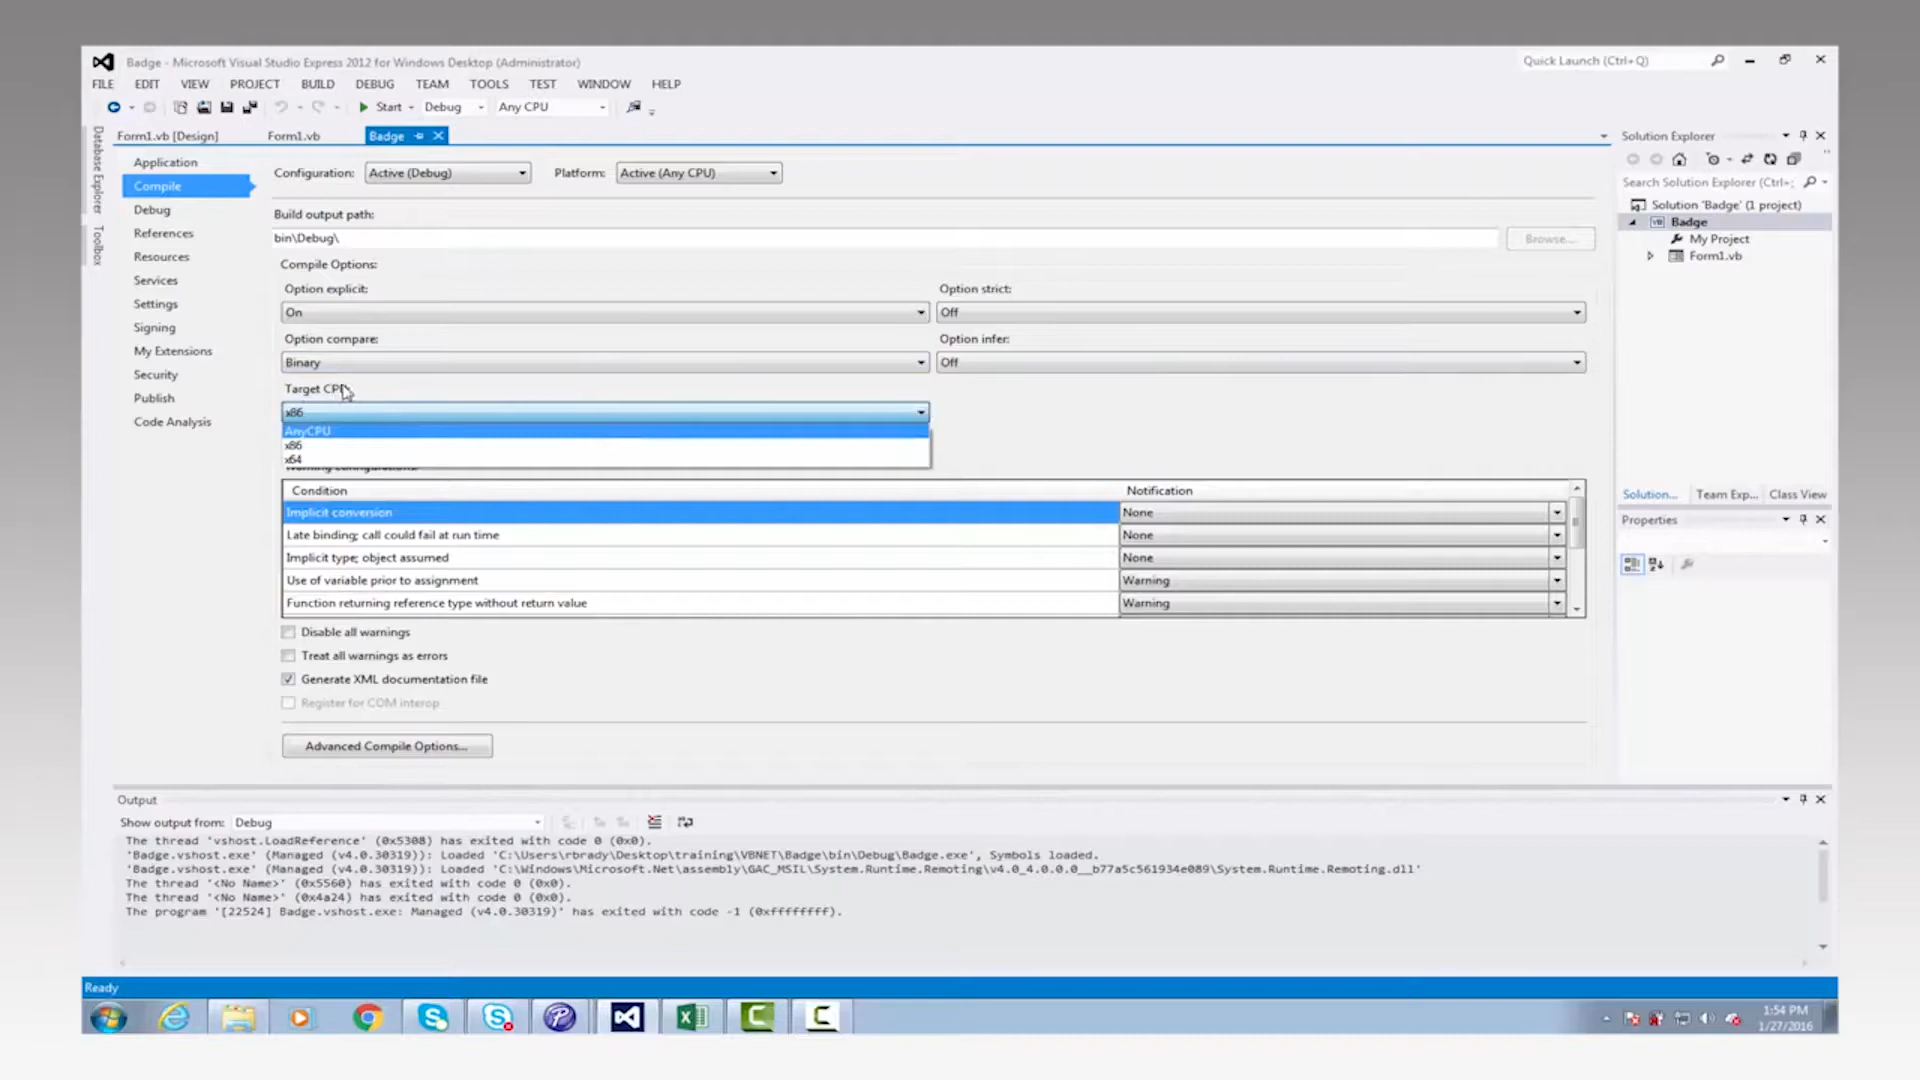 Badge - Microsoft Visual Studio Express 2012 for Windows Desktop (Administrator)
Quick Launch (Ctrl+Q)
FILE EDIT VIEW PROJECT BUILD DEBUG TEAM TOOLS TEST WINDOW HELP
Start Debug Any CPU
Database Explorer
Toolbox
Form1.vb [Design] Form1.vb Badge
Application
Compile
Debug
References
Resources
Services
Settings
Signing
My Extensions
Security
Publish
Code Analysis
Configuration: Active (Debug) Platform: Active (Any CPU)
Build output path:
bin\Debug\ Browse...
Compile Options:
Option explicit: Option strict:
On Off
Option compare: Option infer:
Binary Off
Target CPU:
x86
AnyCPU
x86
x64
Warning configurations:
Condition Notification
Implicit conversion None
Late binding; call could fail at run time None
Implicit type; object assumed None
Use of variable prior to assignment Warning
Function returning reference type without return value Warning
Disable all warnings
Treat all warnings as errors
Generate XML documentation file
Register for COM interop
Advanced Compile Options...
Solution Explorer
Search Solution Explorer (Ctrl+;
Solution 'Badge' (1 project)
Badge
My Project
Form1.vb
Solution... Team Exp... Class View
Properties
Output
Show output from: Debug
The thread 'vshost.LoadReference' (0x5308) has exited with code 0 (0x0).
'Badge.vshost.exe' (Managed (v4.0.30319)): Loaded 'C:\Users\rbrady\Desktop\training\VBNET\Badge\bin\Debug\Badge.exe', Symbols loaded.
'Badge.vshost.exe' (Managed (v4.0.30319)): Loaded 'C:\Windows\Microsoft.Net\assembly\GAC_MSIL\System.Runtime.Remoting\v4.0_4.0.0.0__b77a5c561934e089\System.Runtime.Remoting.dll'
The thread '<No Name>' (0x5560) has exited with code 0 (0x0).
The thread '<No Name>' (0x4a24) has exited with code 0 (0x0).
The program '[22524] Badge.vshost.exe: Managed (v4.0.30319)' has exited with code -1 (0xffffffff).
Ready
1:54 PM
1/27/2016